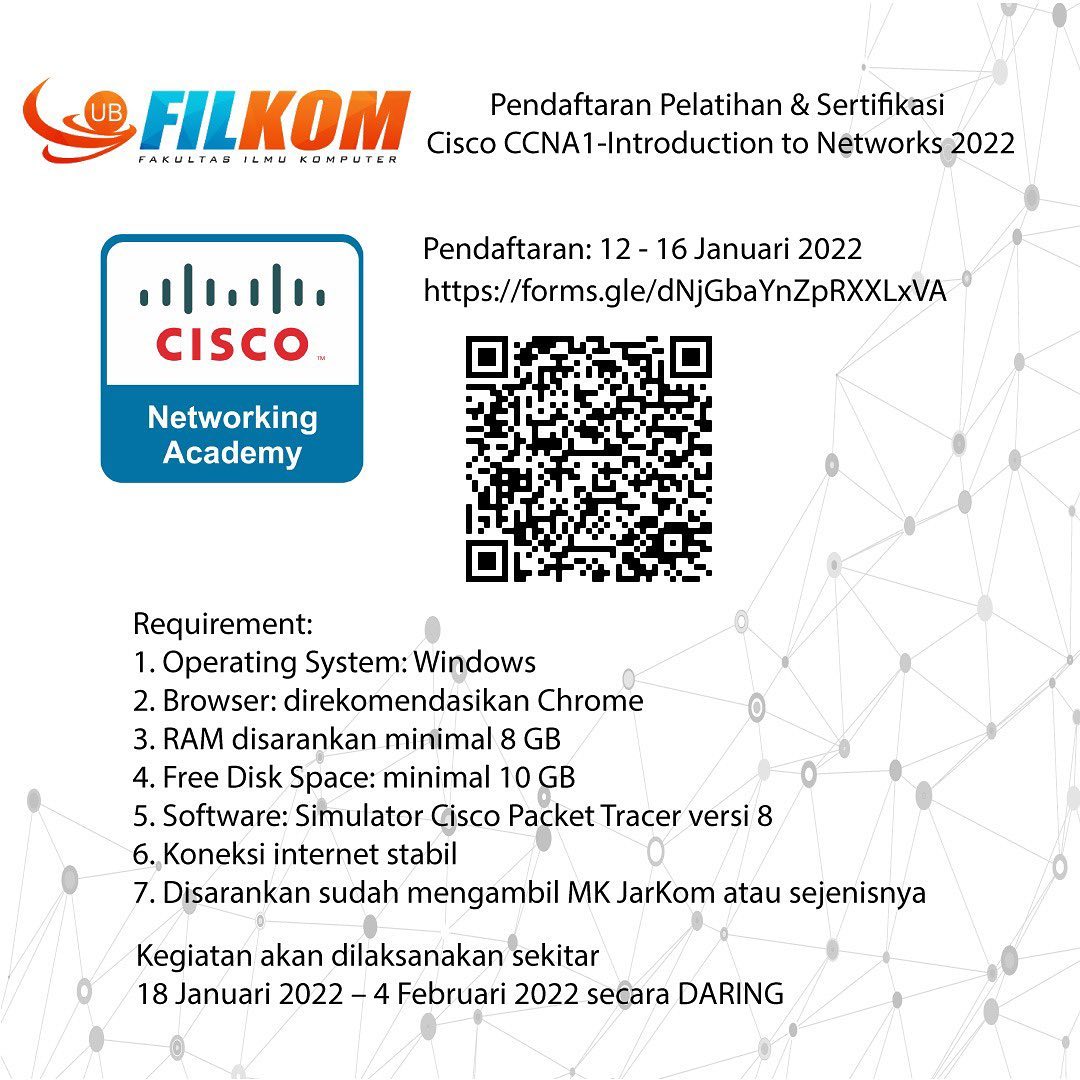 UB FILKOM
FAKULTAS ILMU KOMPUTER
Pendaftaran Pelatihan & Sertifikasi
Cisco CCNA1-Introduction to Networks 2022
CISCO
TM
Networking
Academy
Pendaftaran: 12 - 16 Januari 2022
https://forms.gle/dNjGbaYnZpRXXLxVA
Requirement:
1. Operating System: Windows
2. Browser: direkomendasikan Chrome
3. RAM disarankan minimal 8 GB
4. Free Disk Space: minimal 10 GB
5. Software: Simulator Cisco Packet Tracer versi 8
6. Koneksi internet stabil
7. Disarankan sudah mengambil MK JarKom atau sejenisnya
Kegiatan akan dilaksanakan sekitar
18 Januari 2022 – 4 Februari 2022 secara DARING